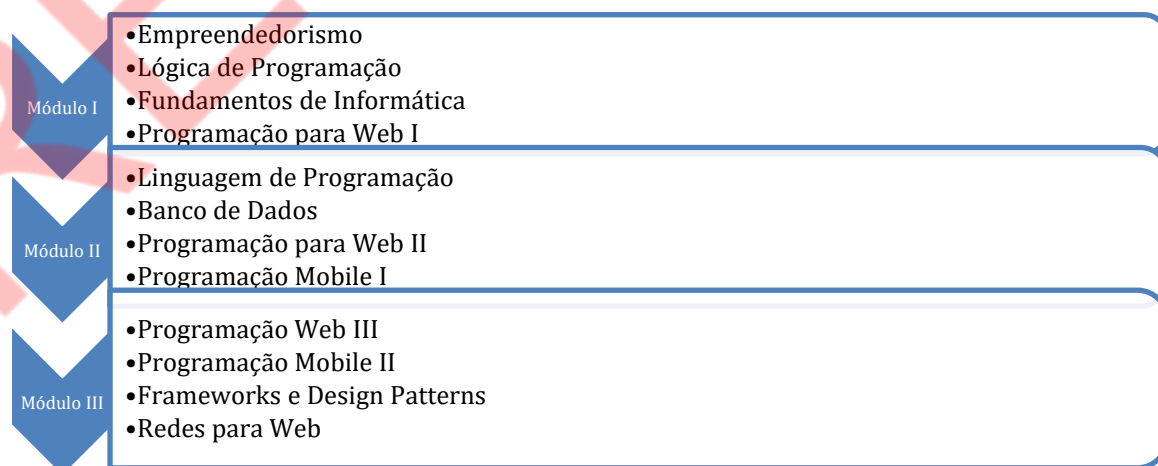 Módulo I
•Empreendedorismo
•Lógica de Programação
•Fundamentos de Informática
•Programação para Web I
Módulo II
•Linguagem de Programação
•Banco de Dados
•Programação para Web II
•Programação Mobile I
Módulo III
•Programação Web III
•Programação Mobile II
•Frameworks e Design Patterns
•Redes para Web